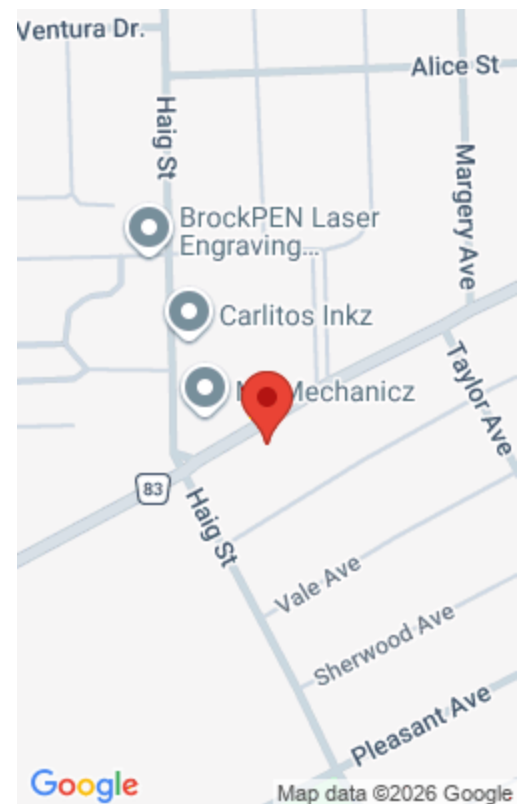 Ventura Dr.
Alice St
Haig St
Margery Ave
BrockPEN Laser
Engraving...
Carlitos Inkz
Mechanicz
Taylor Ave
83
Haig St
Vale Ave
Sherwood Ave
Pleasant Ave
Google
Map data ©2026 Google